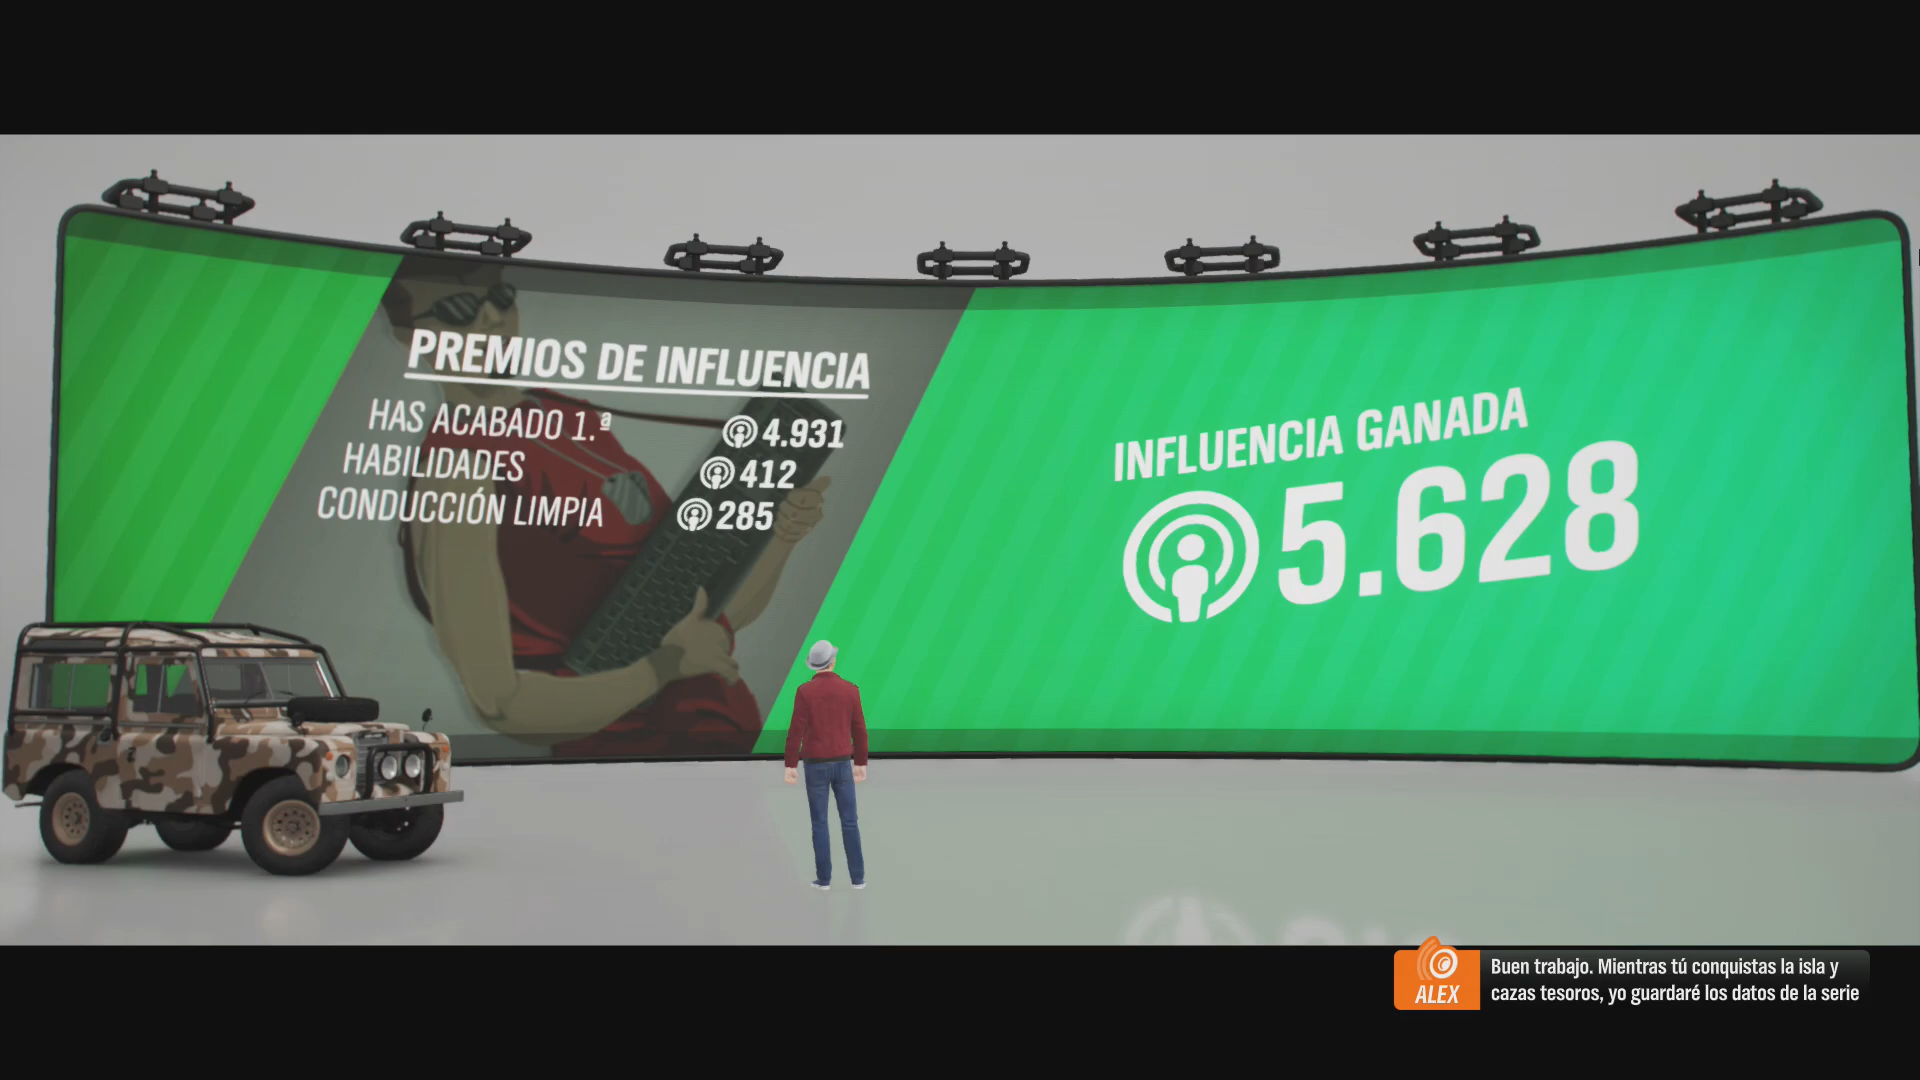 PREMIOS DE INFLUENCIA
HAS ACABADO 1.ª 4.931
HABILIDADES 412
CONDUCCIÓN LIMPIA 285
INFLUENCIA GANADA
5.628
ALEX
Buen trabajo. Mientras tú conquistas la isla y
cazas tesoros, yo guardaré los datos de la serie